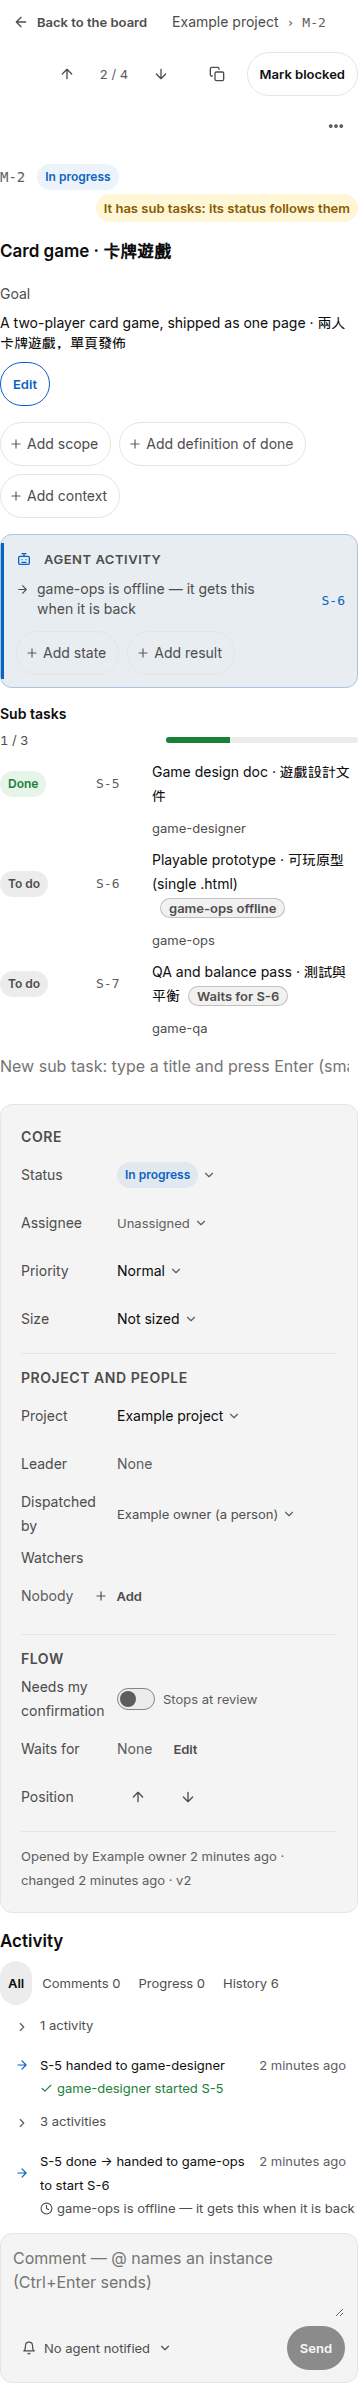 Back to the board
Example project › M-2
2 / 4
Mark blocked
M-2 In progress
It has sub tasks: its status follows them
Card game · 卡牌遊戲
Goal
A two-player card game, shipped as one page · 兩人
卡牌遊戲，單頁發佈
Edit
+ Add scope
+ Add definition of done
+ Add context
AGENT ACTIVITY
→ game-ops is offline — it gets this
when it is back
S-6
+ Add state
+ Add result
Sub tasks
1 / 3
Done S-5 Game design doc · 遊戲設計文
件
game-designer
To do S-6 Playable prototype · 可玩原型
(single .html)
game-ops offline
game-ops
To do S-7 QA and balance pass · 測試與
平衡 Waits for S-6
game-qa
New sub task: type a title and press Enter (sma
CORE
Status In progress
Assignee Unassigned
Priority Normal
Size Not sized
PROJECT AND PEOPLE
Project Example project
Leader None
Dispatched
by
Example owner (a person)
Watchers
Nobody + Add
FLOW
Needs my
confirmation
Stops at review
Waits for None Edit
Position ↑ ↓
Opened by Example owner 2 minutes ago ·
changed 2 minutes ago · v2
Activity
All Comments 0 Progress 0 History 6
1 activity
→ S-5 handed to game-designer 2 minutes ago
✓ game-designer started S-5
3 activities
→ S-5 done → handed to game-ops
to start S-6
2 minutes ago
game-ops is offline — it gets this when it is back
Comment — @ names an instance
(Ctrl+Enter sends)
No agent notified
Send